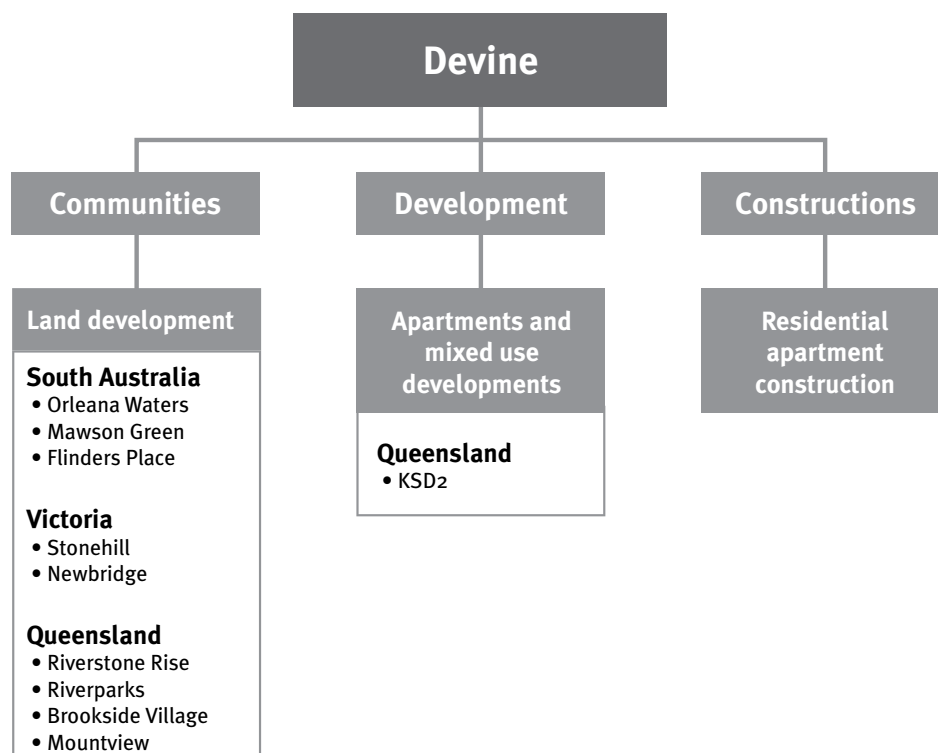 Devine
Communities
Land development
South Australia
• Orleana Waters
• Mawson Green
• Flinders Place
Victoria
• Stonehill
• Newbridge
Queensland
• Riverstone Rise
• Riverparks
• Brookside Village
• Mountview
Development
Apartments and
mixed use
developments
Queensland
• KSD2
Constructions
Residential
apartment
construction